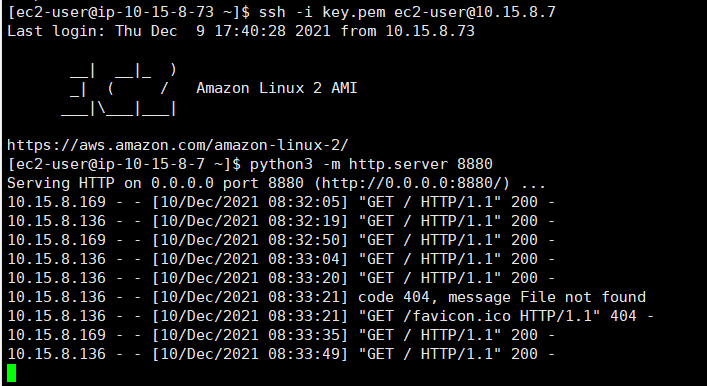 [ec2-user@ip-10-15-8-73 ~]$ ssh -i key.pem ec2-user@10.15.8.7
Last login: Thu Dec  9 17:40:28 2021 from 10.15.8.73

       __|  __|_  )
       _|  (     /   Amazon Linux 2 AMI
      ___|\___|___|

https://aws.amazon.com/amazon-linux-2/
[ec2-user@ip-10-15-8-7 ~]$ python3 -m http.server 8880
Serving HTTP on 0.0.0.0 port 8880 (http://0.0.0.0:8880/) ...
10.15.8.169 - - [10/Dec/2021 08:32:05] "GET / HTTP/1.1" 200 -
10.15.8.136 - - [10/Dec/2021 08:32:19] "GET / HTTP/1.1" 200 -
10.15.8.169 - - [10/Dec/2021 08:32:50] "GET / HTTP/1.1" 200 -
10.15.8.136 - - [10/Dec/2021 08:33:04] "GET / HTTP/1.1" 200 -
10.15.8.136 - - [10/Dec/2021 08:33:20] "GET / HTTP/1.1" 200 -
10.15.8.136 - - [10/Dec/2021 08:33:21] code 404, message File not found
10.15.8.136 - - [10/Dec/2021 08:33:21] "GET /favicon.ico HTTP/1.1" 404 -
10.15.8.169 - - [10/Dec/2021 08:33:35] "GET / HTTP/1.1" 200 -
10.15.8.136 - - [10/Dec/2021 08:33:49] "GET / HTTP/1.1" 200 -